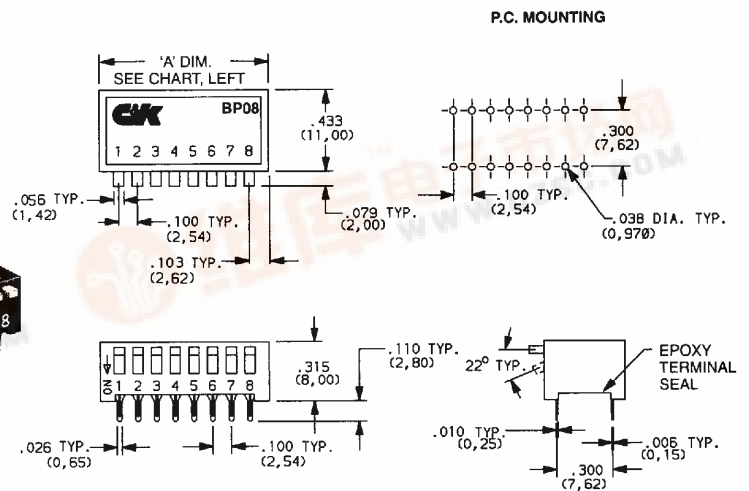 P.C. MOUNTING
'A' DIM.
SEE CHART, LEFT
C&K
BP08
1 2 3 4 5 6 7 8
.433
(11,00)
.056 TYP.
(1,42)
.100 TYP.
(2,54)
.079 TYP.
(2,00)
.103 TYP.
(2,62)
.300
(7,62)
.100 TYP.
(2,54)
.038 DIA. TYP.
(0,970)
8
ON
1 2 3 4 5 6 7 8
.315
(8,00)
.110 TYP.
(2,80)
.026 TYP.
(0,65)
.100 TYP.
(2,54)
22° TYP.
EPOXY
TERMINAL
SEAL
.010 TYP.
(0,25)
.006 TYP.
(0,15)
.300
(7,62)